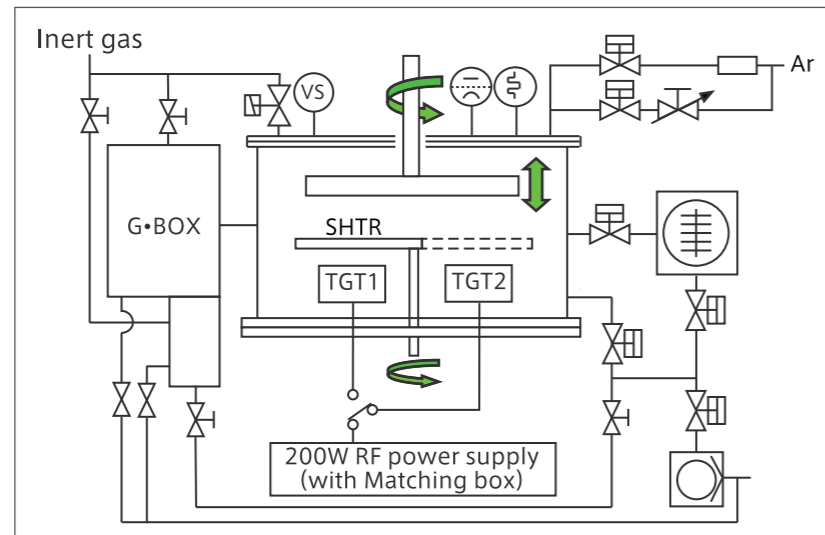 Inert gas
VS
Ar
G•BOX
SHTR
TGT1
TGT2
200W RF power supply
(with Matching box)